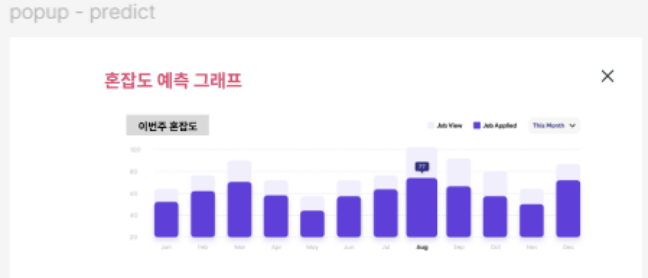 popup - predict
혼잡도 예측 그래프
이번주 혼잡도
Job View Job Applied This Month
100
80
60
40
20
77
Jan Feb Mar Apr May Jun Jul Aug Sep Oct Nov Dec